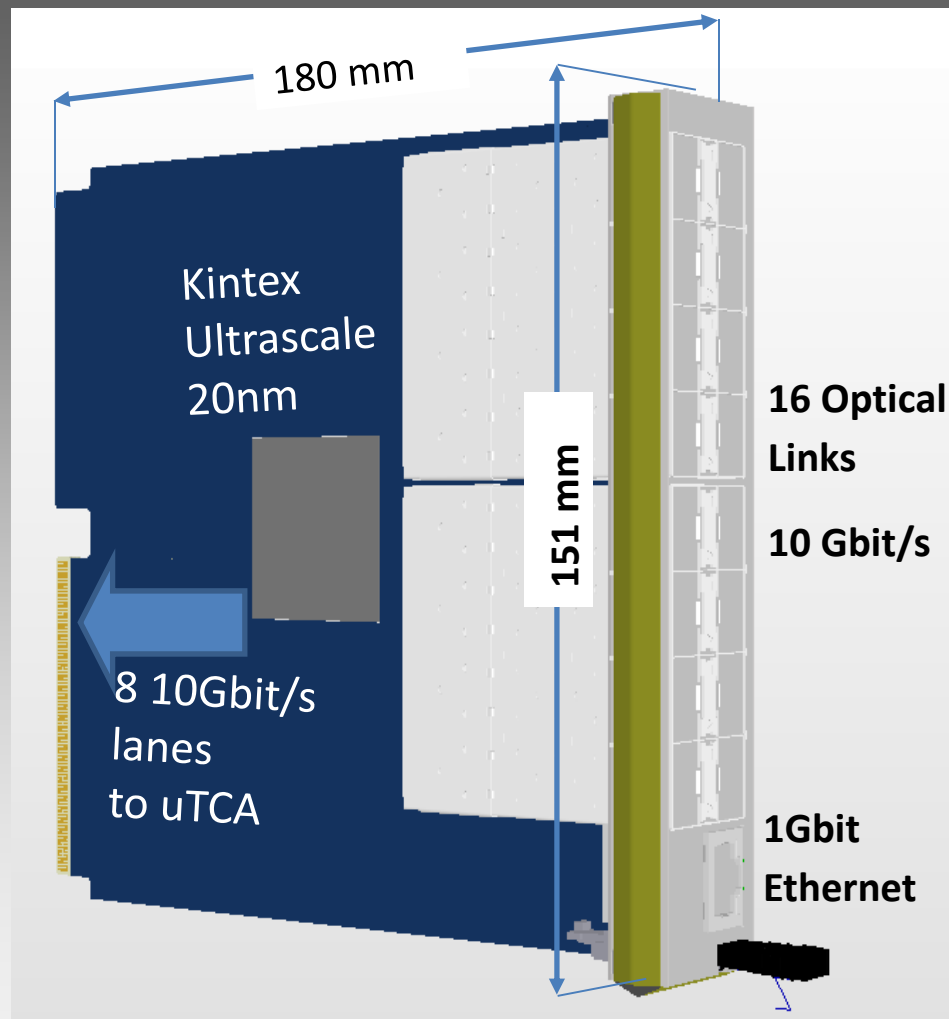 180 mm
Kintex
Ultrascale
20nm
151 mm
16 Optical
Links
10 Gbit/s
8 10Gbit/s
lanes
to uTCA
1Gbit
Ethernet